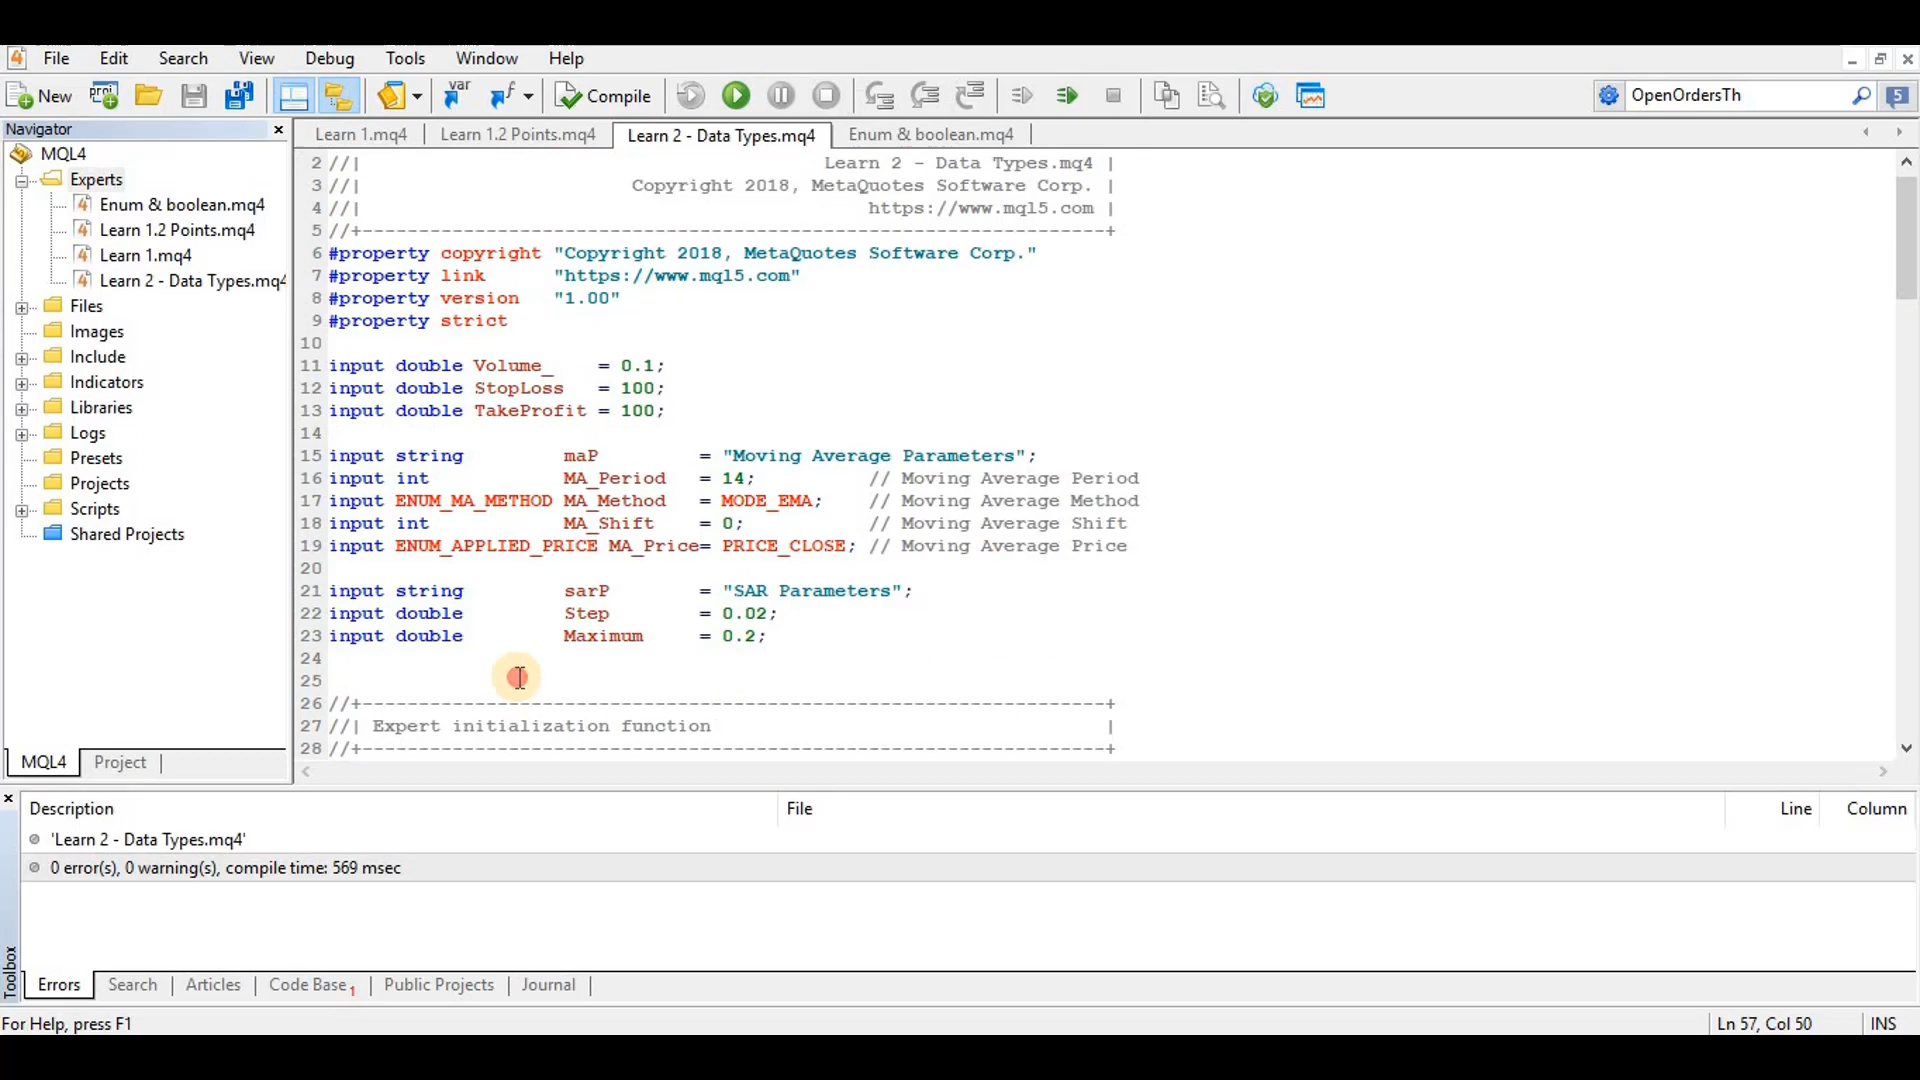 File Edit Search View Debug Tools Window Help
New Compile OpenOrdersTh 5
Navigator
MQL4
Experts
Enum & boolean.mq4
Learn 1.2 Points.mq4
Learn 1.mq4
Learn 2 - Data Types.mq4
Files
Images
Include
Indicators
Libraries
Logs
Presets
Projects
Scripts
Shared Projects
MQL4 Project
Learn 1.mq4 Learn 1.2 Points.mq4 Learn 2 - Data Types.mq4 Enum & boolean.mq4
2 //| Learn 2 - Data Types.mq4 |
3 //| Copyright 2018, MetaQuotes Software Corp. |
4 //| https://www.mql5.com |
5 //+------------------------------------------------------------------+
6 #property copyright "Copyright 2018, MetaQuotes Software Corp."
7 #property link "https://www.mql5.com"
8 #property version "1.00"
9 #property strict
10
11 input double Volume_ = 0.1;
12 input double StopLoss = 100;
13 input double TakeProfit = 100;
14
15 input string maP = "Moving Average Parameters";
16 input int MA_Period = 14; // Moving Average Period
17 input ENUM_MA_METHOD MA_Method = MODE_EMA; // Moving Average Method
18 input int MA_Shift = 0; // Moving Average Shift
19 input ENUM_APPLIED_PRICE MA_Price= PRICE_CLOSE; // Moving Average Price
20
21 input string sarP = "SAR Parameters";
22 input double Step = 0.02;
23 input double Maximum = 0.2;
24
25
26 //+------------------------------------------------------------------+
27 //| Expert initialization function |
28 //+------------------------------------------------------------------+
Description File Line Column
'Learn 2 - Data Types.mq4'
0 error(s), 0 warning(s), compile time: 569 msec
Toolbox
Errors Search Articles Code Base 1 Public Projects Journal
For Help, press F1 Ln 57, Col 50 INS